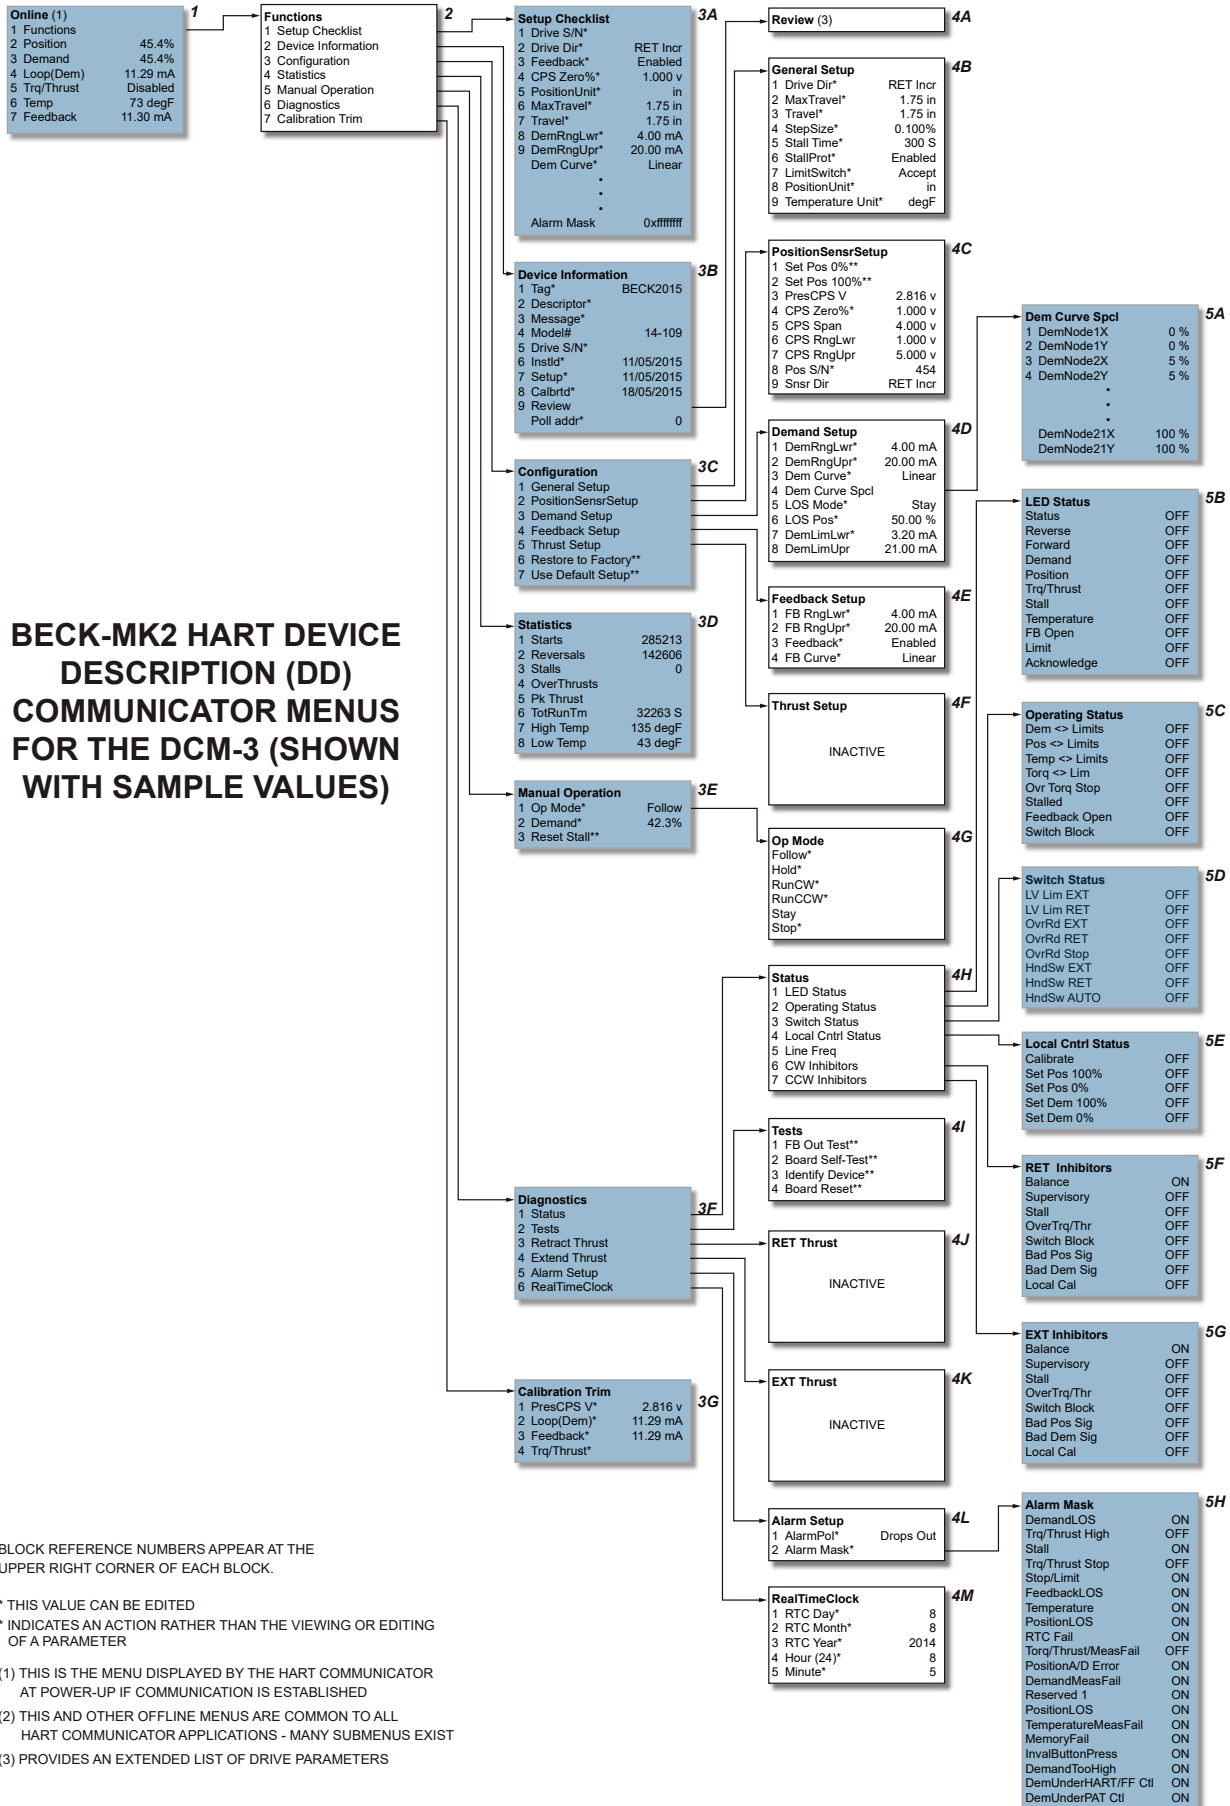 Online (1)
1 Functions
2 Position 45.4%
3 Demand 45.4%
4 Loop(Dem) 11.29 mA
5 Trq/Thrust Disabled
6 Temp 73 degF
7 Feedback 11.30 mA
1
Functions
1 Setup Checklist
2 Device Information
3 Configuration
4 Statistics
5 Manual Operation
6 Diagnostics
7 Calibration Trim
2
Setup Checklist
1 Drive S/N*
2 Drive Dir* RET Incr
3 Feedback* Enabled
4 CPS Zero%* 1.000 v
5 PositionUnit* in
6 MaxTravel* 1.75 in
7 Travel* 1.75 in
8 DemRngLwr* 4.00 mA
9 DemRngUpr* 20.00 mA
Dem Curve* Linear
•
•
•
Alarm Mask 0xffffffff
3A
Device Information
1 Tag* BECK2015
2 Descriptor*
3 Message*
4 Model# 14-109
5 Drive S/N*
6 Instld* 11/05/2015
7 Setup* 11/05/2015
8 Calbrtd* 18/05/2015
9 Review
Poll addr* 0
3B
Configuration
1 General Setup
2 PositionSensrSetup
3 Demand Setup
4 Feedback Setup
5 Thrust Setup
6 Restore to Factory**
7 Use Default Setup**
3C
Statistics
1 Starts 285213
2 Reversals 142606
3 Stalls 0
4 OverThrusts
5 Pk Thrust
6 TotRunTm 32263 S
7 High Temp 135 degF
8 Low Temp 43 degF
3D
Manual Operation
1 Op Mode* Follow
2 Demand* 42.3%
3 Reset Stall**
3E
Diagnostics
1 Status
2 Tests
3 Retract Thrust
4 Extend Thrust
5 Alarm Setup
6 RealTimeClock
3F
Calibration Trim
1 PresCPS V* 2.816 v
2 Loop(Dem)* 11.29 mA
3 Feedback* 11.29 mA
4 Trq/Thrust*
3G
Review (3)
4A
General Setup
1 Drive Dir* RET Incr
2 MaxTravel* 1.75 in
3 Travel* 1.75 in
4 StepSize* 0.100%
5 Stall Time* 300 S
6 StallProt* Enabled
7 LimitSwitch* Accept
8 PositionUnit* in
9 Temperature Unit* degF
4B
PositionSensrSetup
1 Set Pos 0%**
2 Set Pos 100%**
3 PresCPS V 2.816 v
4 CPS Zero%* 1.000 v
5 CPS Span 4.000 v
6 CPS RngLwr 1.000 v
7 CPS RngUpr 5.000 v
8 Pos S/N* 454
9 Snsr Dir RET Incr
4C
Demand Setup
1 DemRngLwr* 4.00 mA
2 DemRngUpr* 20.00 mA
3 Dem Curve* Linear
4 Dem Curve Spcl
5 LOS Mode* Stay
6 LOS Pos* 50.00 %
7 DemLimLwr* 3.20 mA
8 DemLimUpr 21.00 mA
4D
Feedback Setup
1 FB RngLwr* 4.00 mA
2 FB RngUpr* 20.00 mA
3 Feedback* Enabled
4 FB Curve* Linear
4E
Thrust Setup
INACTIVE
4F
Op Mode
Follow*
Hold*
RunCW*
RunCCW*
Stay
Stop*
4G
Status
1 LED Status
2 Operating Status
3 Switch Status
4 Local Cntrl Status
5 Line Freq
6 CW Inhibitors
7 CCW Inhibitors
4H
Tests
1 FB Out Test**
2 Board Self-Test**
3 Identify Device**
4 Board Reset**
4I
RET Thrust
INACTIVE
4J
EXT Thrust
INACTIVE
4K
Alarm Setup
1 AlarmPol* Drops Out
2 Alarm Mask*
4L
RealTimeClock
1 RTC Day* 8
2 RTC Month* 8
3 RTC Year* 2014
4 Hour (24)* 8
5 Minute* 5
4M
Dem Curve Spcl
1 DemNode1X 0 %
2 DemNode1Y 0 %
3 DemNode2X 5 %
4 DemNode2Y 5 %
•
•
•
DemNode21X 100 %
DemNode21Y 100 %
5A
LED Status
Status OFF
Reverse OFF
Forward OFF
Demand OFF
Position OFF
Trq/Thrust OFF
Stall OFF
Temperature OFF
FB Open OFF
Limit OFF
Acknowledge OFF
5B
Operating Status
Dem <> Limits OFF
Pos <> Limits OFF
Temp <> Limits OFF
Torq <> Lim OFF
Ovr Torq Stop OFF
Stalled OFF
Feedback Open OFF
Switch Block OFF
5C
Switch Status
LV Lim EXT OFF
LV Lim RET OFF
OvrRd EXT OFF
OvrRd RET OFF
OvrRd Stop OFF
HndSw EXT OFF
HndSw RET OFF
HndSw AUTO OFF
5D
Local Cntrl Status
Calibrate OFF
Set Pos 100% OFF
Set Pos 0% OFF
Set Dem 100% OFF
Set Dem 0% OFF
5E
RET Inhibitors
Balance ON
Supervisory OFF
Stall OFF
OverTrq/Thr OFF
Switch Block OFF
Bad Pos Sig OFF
Bad Dem Sig OFF
Local Cal OFF
5F
EXT Inhibitors
Balance ON
Supervisory OFF
Stall OFF
OverTrq/Thr OFF
Switch Block OFF
Bad Pos Sig OFF
Bad Dem Sig OFF
Local Cal OFF
5G
Alarm Mask
DemandLOS ON
Trq/Thrust High OFF
Stall ON
Trq/Thrust Stop OFF
Stop/Limit ON
FeedbackLOS ON
Temperature ON
PositionLOS ON
RTC Fail ON
Torq/Thrust/MeasFail OFF
PositionA/D Error ON
DemandMeasFail ON
Reserved 1 ON
PositionLOS ON
TemperatureMeasFail ON
MemoryFail ON
InvalButtonPress ON
DemandTooHigh ON
DemUnderHART/FF Ctl ON
DemUnderPAT Ctl ON
5H
BECK-MK2 HART DEVICE
DESCRIPTION (DD)
COMMUNICATOR MENUS
FOR THE DCM-3 (SHOWN
WITH SAMPLE VALUES)
BLOCK REFERENCE NUMBERS APPEAR AT THE
UPPER RIGHT CORNER OF EACH BLOCK.
* THIS VALUE CAN BE EDITED
* INDICATES AN ACTION RATHER THAN THE VIEWING OR EDITING
OF A PARAMETER
(1) THIS IS THE MENU DISPLAYED BY THE HART COMMUNICATOR
AT POWER-UP IF COMMUNICATION IS ESTABLISHED
(2) THIS AND OTHER OFFLINE MENUS ARE COMMON TO ALL
HART COMMUNICATOR APPLICATIONS - MANY SUBMENUS EXIST
(3) PROVIDES AN EXTENDED LIST OF DRIVE PARAMETERS